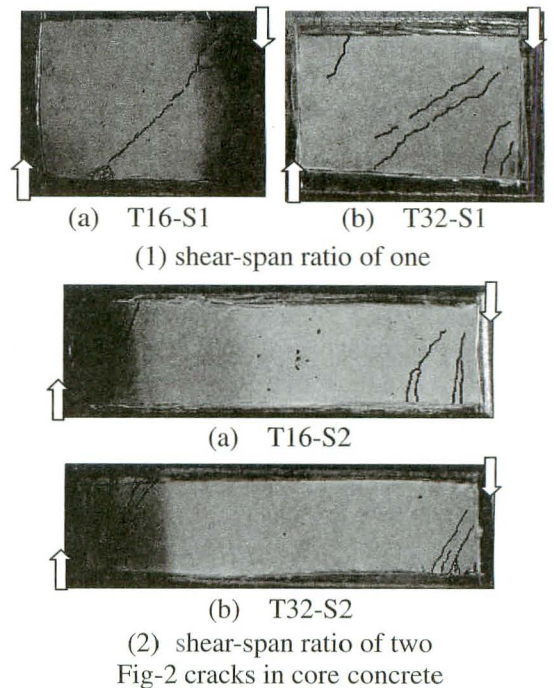 (a) T16-S1
(b) T32-S1
(1) shear-span ratio of one
(a) T16-S2
(b) T32-S2
(2) shear-span ratio of two
Fig-2 cracks in core concrete